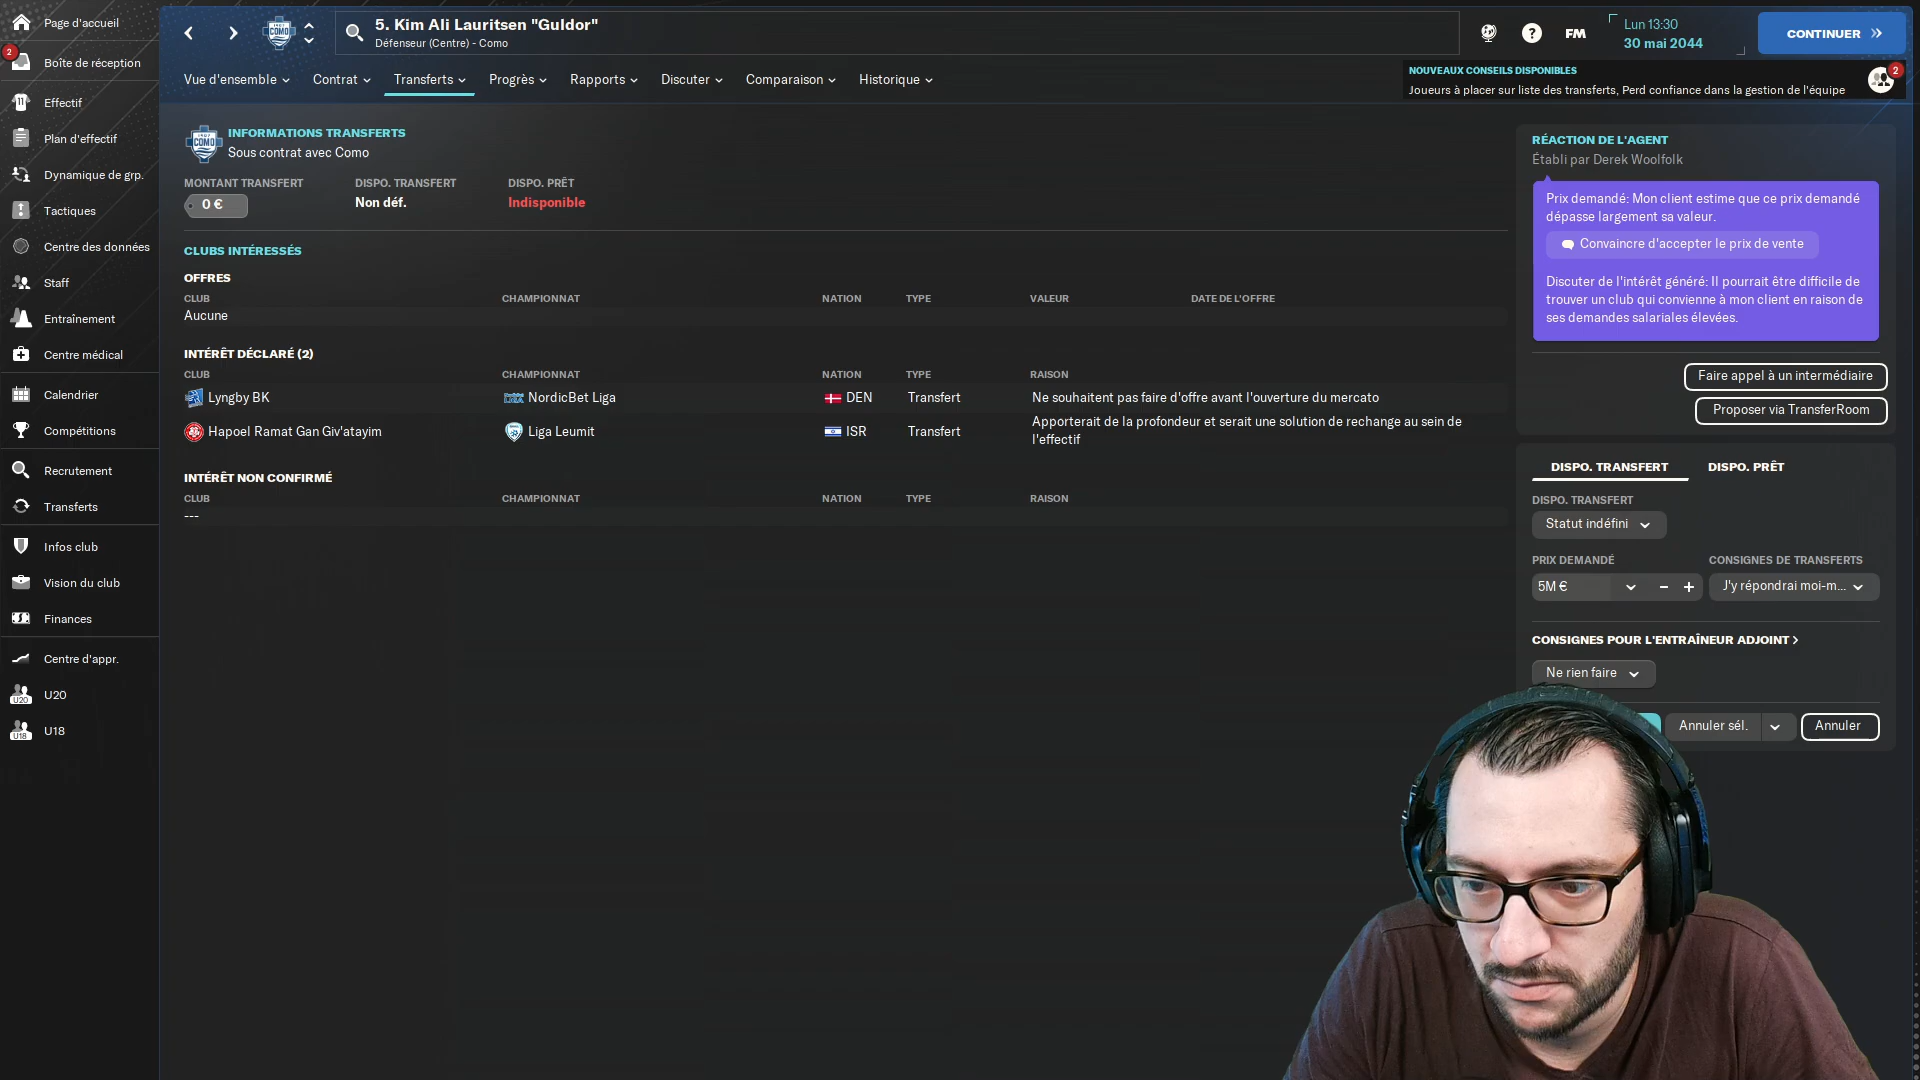 Page d'accueil
2
Boîte de réception
Effectif
Plan d'effectif
Dynamique de grp.
Tactiques
Centre des données
Staff
Entraînement
Centre médical
Calendrier
Compétitions
Recrutement
Transferts
Infos club
Vision du club
Finances
Centre d'appr.
U20
U20
U18
U18
COMO
5. Kim Ali Lauritsen "Guldor"
Défenseur (Centre) - Como
FM
Lun 13:30
30 mai 2044
CONTINUER
Vue d'ensemble
Contrat
Transferts
Progrès
Rapports
Discuter
Comparaison
Historique
NOUVEAUX CONSEILS DISPONIBLES
Joueurs à placer sur liste des transferts, Perd confiance dans la gestion de l'équipe
2
COMO
INFORMATIONS TRANSFERTS
Sous contrat avec Como
MONTANT TRANSFERT DISPO. TRANSFERT DISPO. PRÊT
0 € Non déf. Indisponible
CLUBS INTÉRESSÉS
OFFRES
CLUB CHAMPIONNAT NATION TYPE VALEUR DATE DE L'OFFRE
Aucune
INTÉRÊT DÉCLARÉ (2)
CLUB CHAMPIONNAT NATION TYPE RAISON
Lyngby BK NordicBet Liga DEN Transfert Ne souhaitent pas faire d'offre avant l'ouverture du mercato
Hapoel Ramat Gan Giv'atayim Liga Leumit ISR Transfert Apporterait de la profondeur et serait une solution de rechange au sein de
l'effectif
INTÉRÊT NON CONFIRMÉ
CLUB CHAMPIONNAT NATION TYPE RAISON
---
RÉACTION DE L'AGENT
Établi par Derek Woolfolk
Prix demandé: Mon client estime que ce prix demandé
dépasse largement sa valeur.
Convaincre d'accepter le prix de vente
Discuter de l'intérêt généré: Il pourrait être difficile de
trouver un club qui convienne à mon client en raison de
ses demandes salariales élevées.
Faire appel à un intermédiaire
Proposer via TransferRoom
DISPO. TRANSFERT DISPO. PRÊT
DISPO. TRANSFERT
Statut indéfini
PRIX DEMANDÉ CONSIGNES DE TRANSFERTS
5M € J'y répondrai moi-m...
CONSIGNES POUR L'ENTRAÎNEUR ADJOINT
Ne rien faire
Annuler sél. Annuler